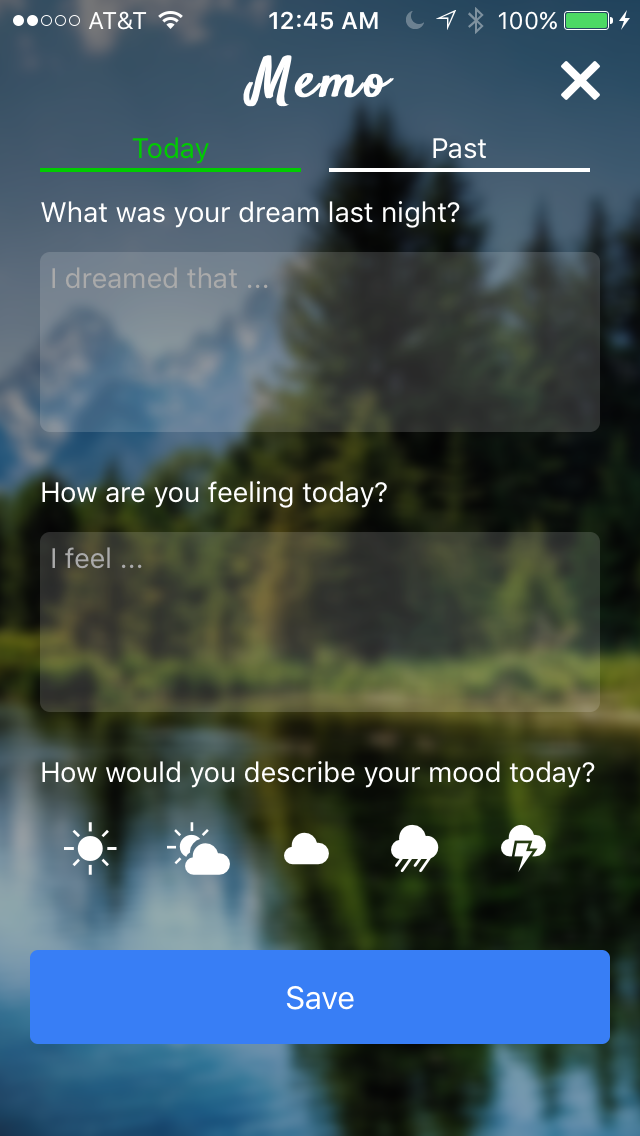 AT&T 12:45 AM 100%
Memo
Today Past
What was your dream last night?
I dreamed that ...
How are you feeling today?
I feel ...
How would you describe your mood today?
Save